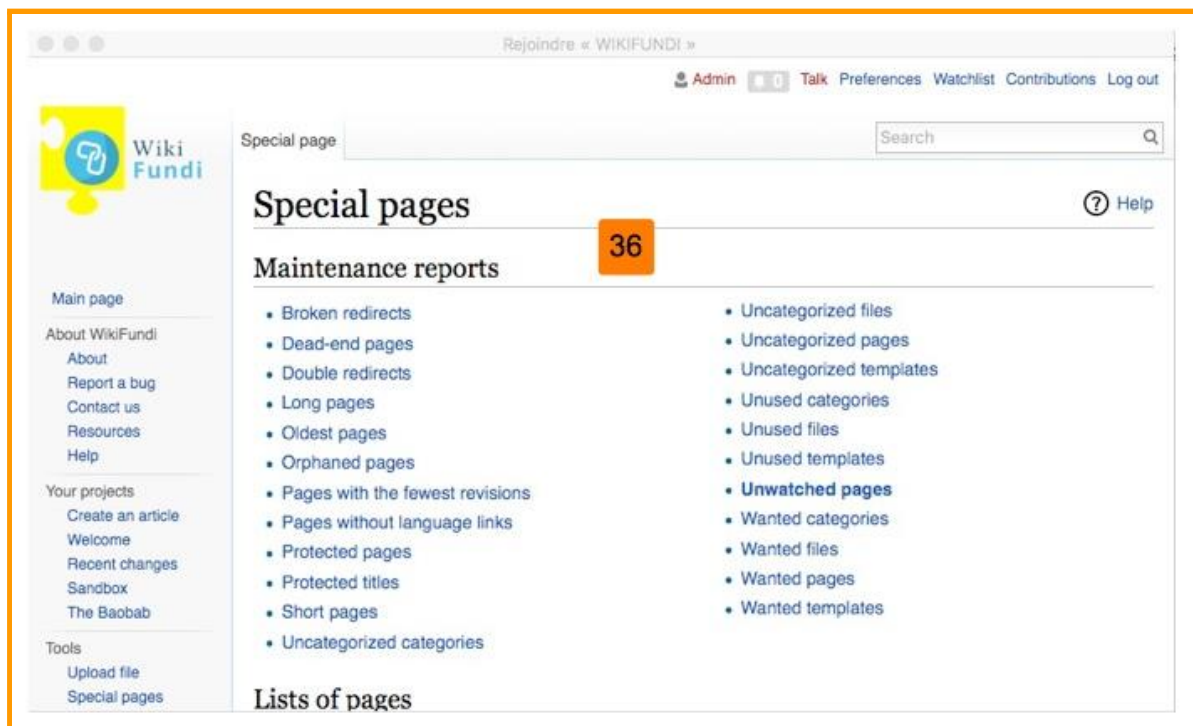 Rejoindre « WIKIFUNDI »
Admin 0 Talk Preferences Watchlist Contributions Log out
Wiki
Fundi
Special page
Search
Special pages
Help
36
Maintenance reports
Broken redirects
Dead-end pages
Double redirects
Long pages
Oldest pages
Orphaned pages
Pages with the fewest revisions
Pages without language links
Protected pages
Protected titles
Short pages
Uncategorized categories
Uncategorized files
Uncategorized pages
Uncategorized templates
Unused categories
Unused files
Unused templates
Unwatched pages
Wanted categories
Wanted files
Wanted pages
Wanted templates
Lists of pages
Main page
About WikiFundi
About
Report a bug
Contact us
Resources
Help
Your projects
Create an article
Welcome
Recent changes
Sandbox
The Baobab
Tools
Upload file
Special pages